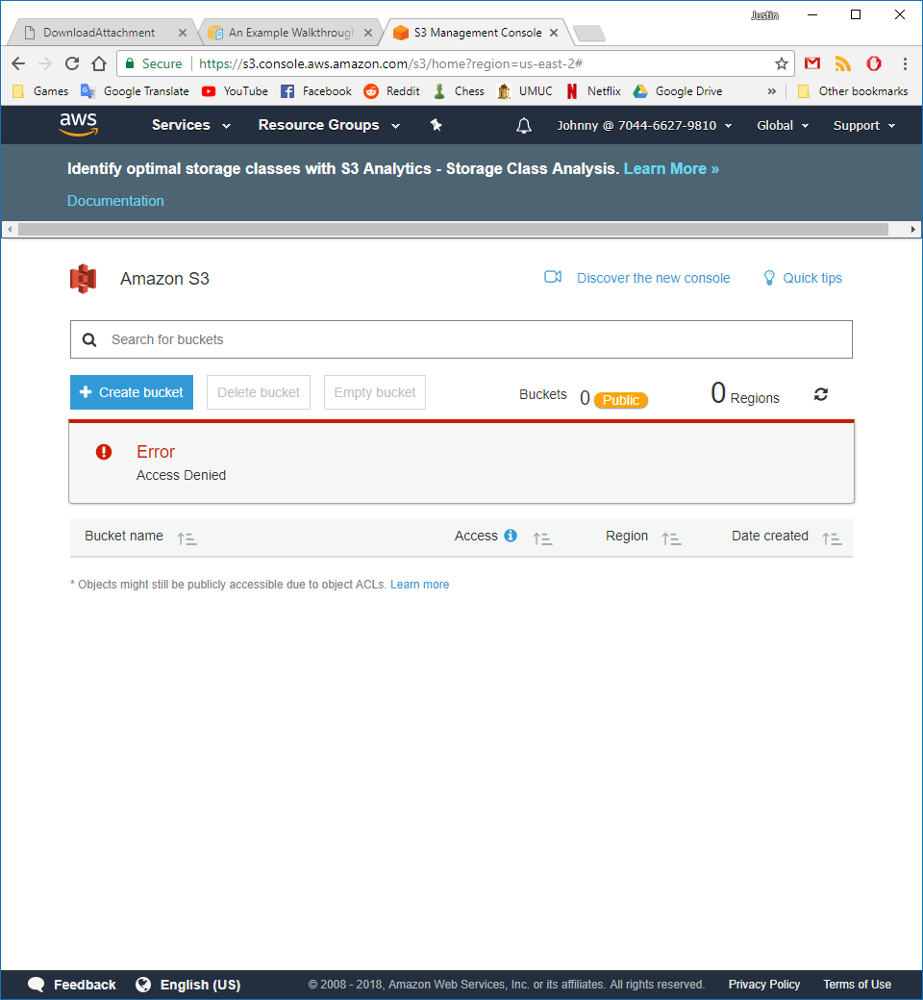 Justin
DownloadAttachment
An Example Walkthrough
S3 Management Console
Secure
https://s3.console.aws.amazon.com/s3/home?region=us-east-2#
Games
Google Translate
YouTube
Facebook
Reddit
Chess
UMUC
Netflix
Google Drive
»
Other bookmarks
aws
Services
Resource Groups
Johnny @ 7044-6627-9810
Global
Support
Identify optimal storage classes with S3 Analytics - Storage Class Analysis. Learn More »
Documentation
Amazon S3
Discover the new console
Quick tips
Search for buckets
+ Create bucket
Delete bucket
Empty bucket
Buckets
0 Public
0 Regions
Error
Access Denied
Bucket name
Access
Region
Date created
* Objects might still be publicly accessible due to object ACLs. Learn more
Feedback
English (US)
© 2008 - 2018, Amazon Web Services, Inc. or its affiliates. All rights reserved.
Privacy Policy
Terms of Use